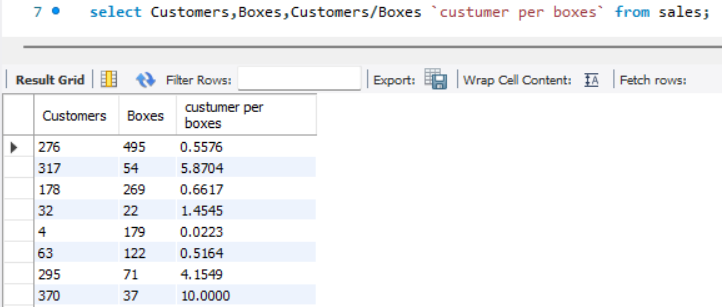 7 select Customers,Boxes,Customers/Boxes `custumer per boxes` from sales;
Result Grid Filter Rows: Export: Wrap Cell Content: IA Fetch rows:
Customers Boxes custumer per
boxes
276 495 0.5576
317 54 5.8704
178 269 0.6617
32 22 1.4545
4 179 0.0223
63 122 0.5164
295 71 4.1549
370 37 10.0000